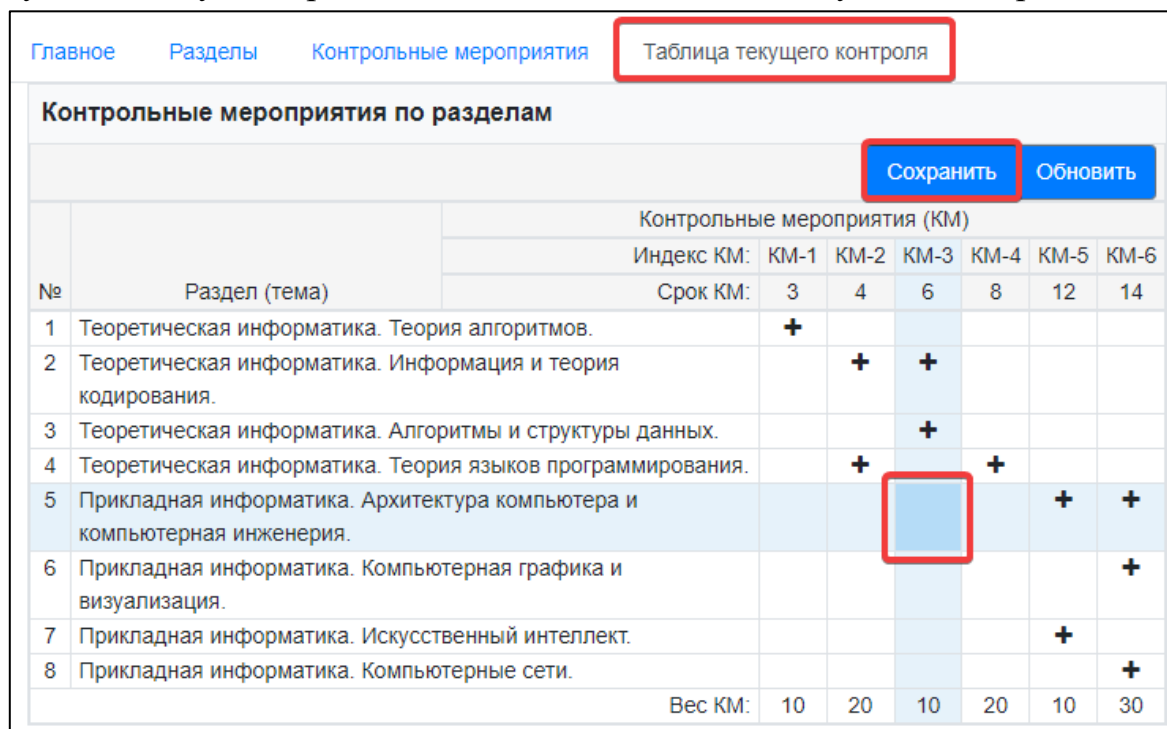 Главное Разделы Контрольные мероприятия Таблица текущего контроля
Контрольные мероприятия по разделам
Сохранить Обновить
Контрольные мероприятия (КМ)
Индекс КМ: КМ-1 КМ-2 КМ-3 КМ-4 КМ-5 КМ-6
№ Раздел (тема) Срок КМ: 3 4 6 8 12 14
1 Теоретическая информатика. Теория алгоритмов. +
2 Теоретическая информатика. Информация и теория + +
кодирования.
3 Теоретическая информатика. Алгоритмы и структуры данных. +
4 Теоретическая информатика. Теория языков программирования. + +
5 Прикладная информатика. Архитектура компьютера и + +
компьютерная инженерия.
6 Прикладная информатика. Компьютерная графика и +
визуализация.
7 Прикладная информатика. Искусственный интеллект. +
8 Прикладная информатика. Компьютерные сети. +
Вес КМ: 10 20 10 20 10 30